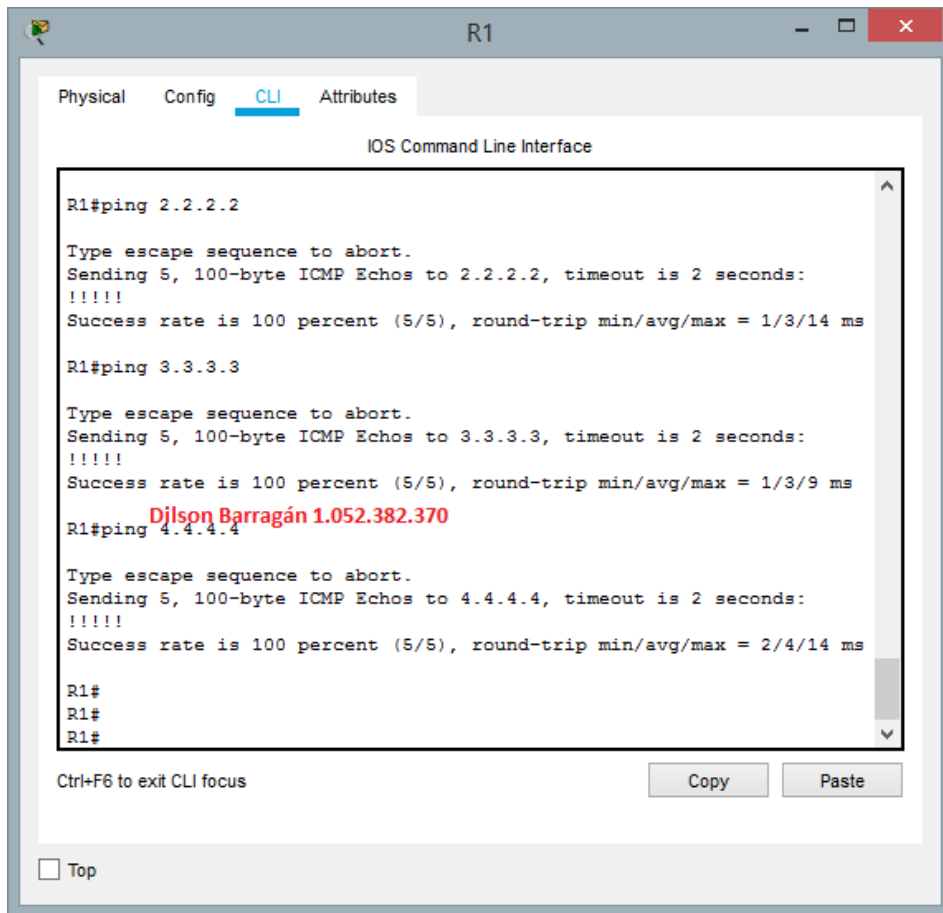 R1
Physical Config CLI Attributes
IOS Command Line Interface
R1#ping 2.2.2.2
Type escape sequence to abort.
Sending 5, 100-byte ICMP Echos to 2.2.2.2, timeout is 2 seconds:
!!!!!
Success rate is 100 percent (5/5), round-trip min/avg/max = 1/3/14 ms
R1#ping 3.3.3.3
Type escape sequence to abort.
Sending 5, 100-byte ICMP Echos to 3.3.3.3, timeout is 2 seconds:
!!!!!
Success rate is 100 percent (5/5), round-trip min/avg/max = 1/3/9 ms
Djlson Barragán 1.052.382.370
R1#ping 4.4.4.4
Type escape sequence to abort.
Sending 5, 100-byte ICMP Echos to 4.4.4.4, timeout is 2 seconds:
!!!!!
Success rate is 100 percent (5/5), round-trip min/avg/max = 2/4/14 ms
R1#
R1#
R1#
Ctrl+F6 to exit CLI focus
Copy Paste
Top